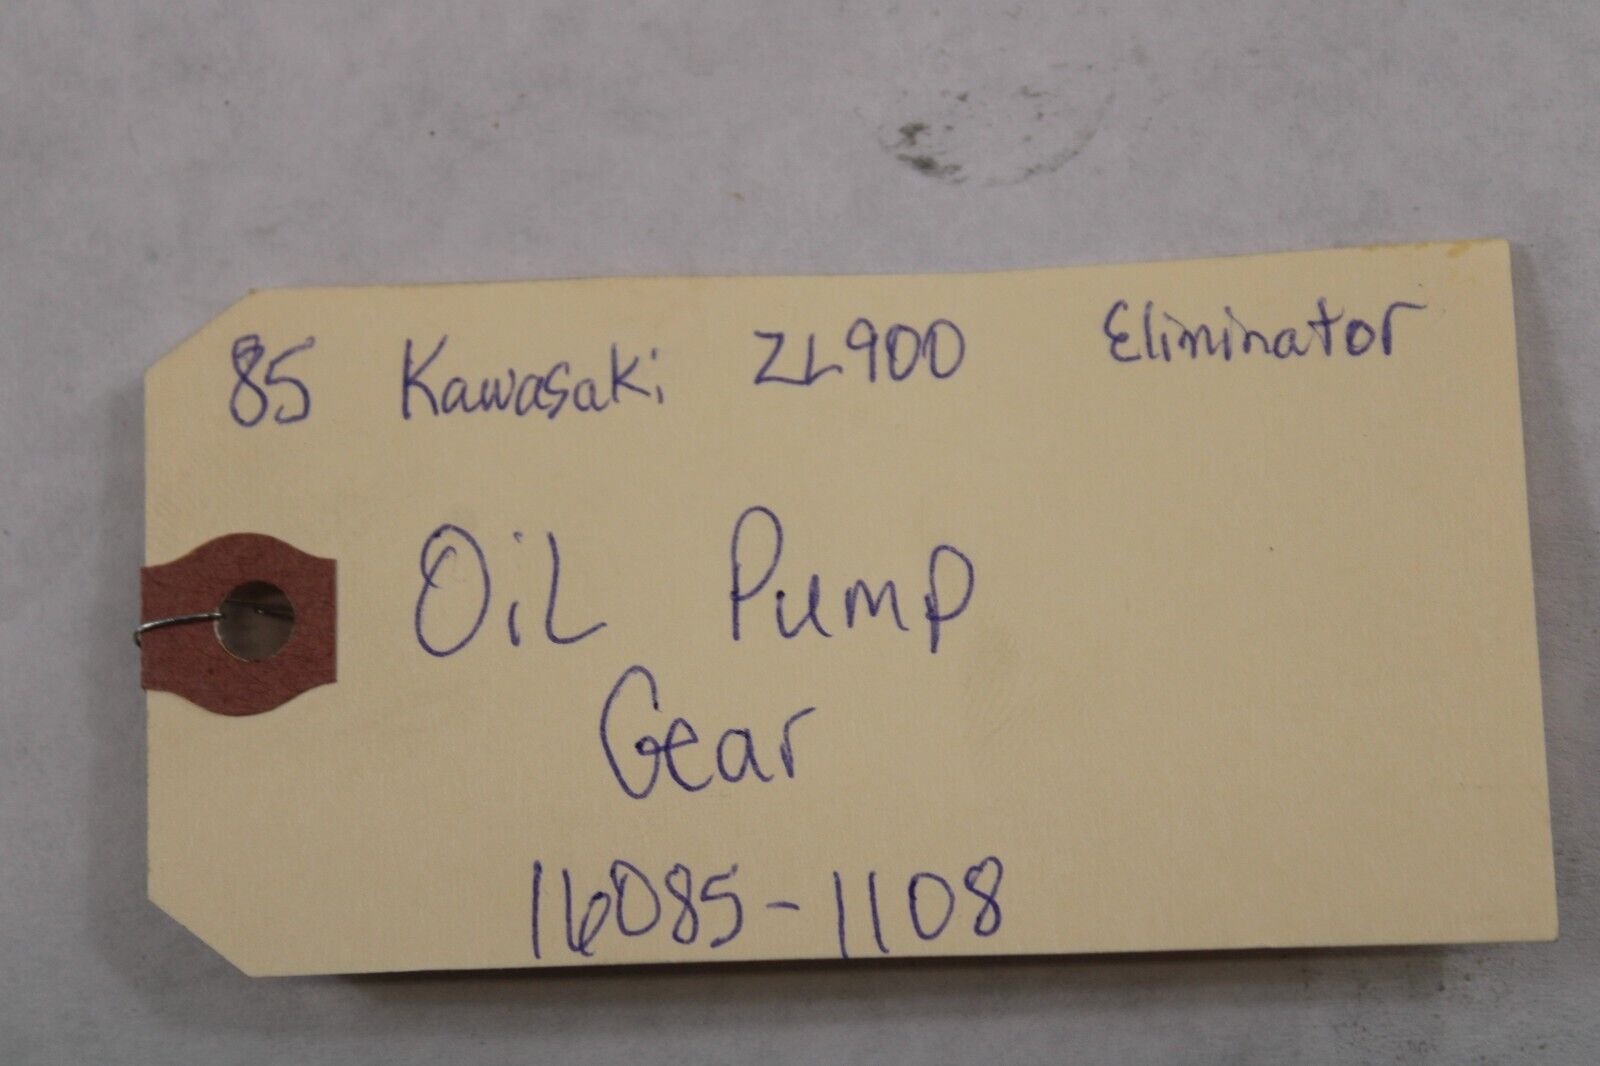 85 Kawasaki ZL900 Eliminator
Oil Pump
Gear
16085-1108